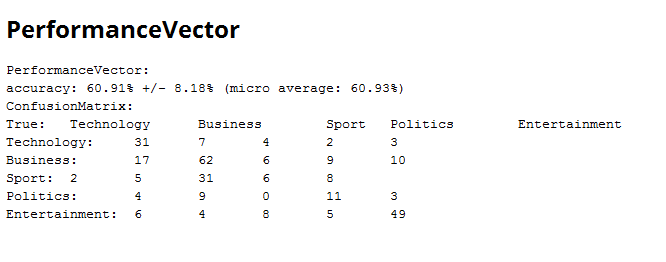 PerformanceVector
PerformanceVector:
accuracy: 60.91% +/- 8.18% (micro average: 60.93%)
ConfusionMatrix:
True: Technology Business Sport Politics Entertainment
Technology: 31 7 4 2 3
Business: 17 62 6 9 10
Sport: 2 5 31 6 8
Politics: 4 9 0 11 3
Entertainment: 6 4 8 5 49